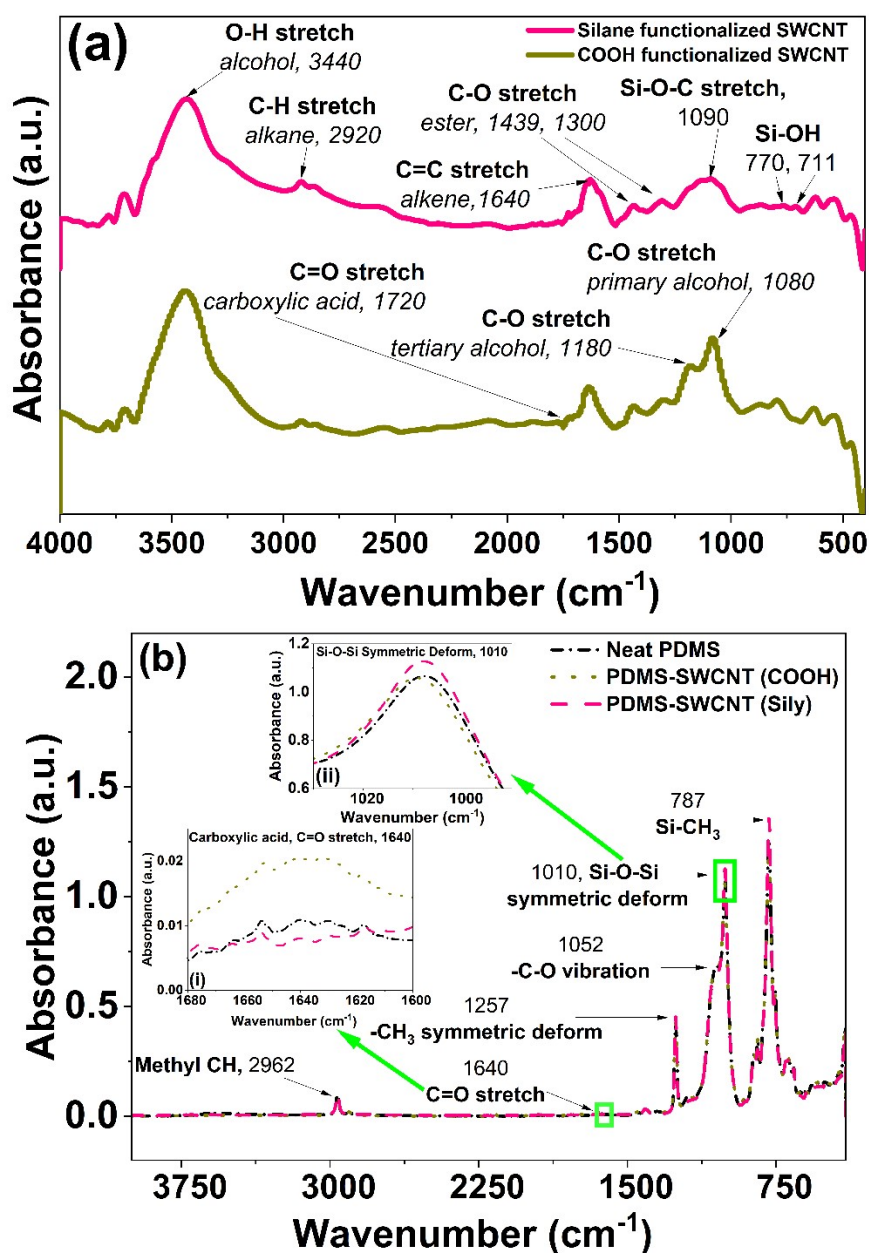 (a)
Silane functionalized SWCNT
COOH functionalized SWCNT
O-H stretch
alcohol, 3440
C-H stretch
alkane, 2920
C-O stretch
ester, 1439, 1300
C=C stretch
alkene,1640
Si-O-C stretch,
1090
Si-OH
770, 711
C=O stretch
carboxylic acid, 1720
C-O stretch
primary alcohol, 1080
C-O stretch
tertiary alcohol, 1180
Absorbance (a.u.)
4000 3500 3000 2500 2000 1500 1000 500
Wavenumber (cm-1)
(b)
Neat PDMS
PDMS-SWCNT (COOH)
PDMS-SWCNT (Sily)
Si-O-Si Symmetric Deform, 1010
1.2
1.0
0.8
0.6
Absorbance (a.u.)
(ii)
1020 1000
Wavenumber (cm-1)
Carboxylic acid, C=O stretch, 1640
0.02
0.01
0.00
Absorbance (a.u.)
(i)
1680 1660 1640 1620 1600
Wavenumber (cm-1)
787
Si-CH3
1010, Si-O-Si
symmetric deform
1052
-C-O vibration
1257
-CH3 symmetric deform
Methyl CH, 2962
1640
C=O stretch
2.0
1.5
1.0
0.5
0.0
Absorbance (a.u.)
3750 3000 2250 1500 750
Wavenumber (cm-1)